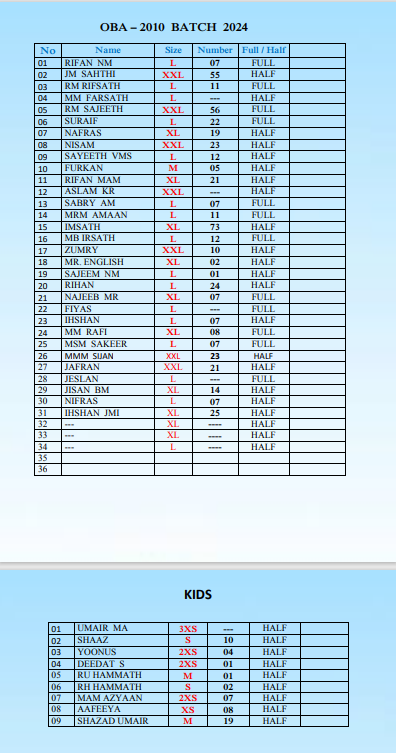 OBA – 2010 BATCH 2024
No Name Size Number Full / Half
01 RIFAN NM L 07 FULL
02 JM SAHTHI XXL 55 HALF
03 RM RIFSATH L 11 FULL
04 MM FARSATH L --- HALF
05 RM SAJEETH XXL 56 FULL
06 SURAIF L 22 FULL
07 NAFRAS XL 19 HALF
08 NISAM XXL 23 HALF
09 SAYEETH VMS L 12 HALF
10 FURKAN M 05 HALF
11 RIFAN MAM XL 21 HALF
12 ASLAM KR XXL --- HALF
13 SABRY AM L 07 FULL
14 MRM AMAAN L 11 FULL
15 IMSATH XL 73 HALF
16 MB IRSATH L 12 FULL
17 ZUMRY XXL 10 HALF
18 MR. ENGLISH XL 02 HALF
19 SAJEEM NM L 01 HALF
20 RIHAN L 24 HALF
21 NAJEEB MR XL 07 FULL
22 FIYAS L --- FULL
23 IHSHAN L 07 HALF
24 MM RAFI XL 08 FULL
25 MSM SAKEER L 07 FULL
26 MMM SIJAN XXL 23 HALF
27 JAFRAN XXL 21 HALF
28 JESLAN L --- FULL
29 JISAN BM XL 14 HALF
30 NIFRAS L 07 HALF
31 IHSHAN JMI XL 25 HALF
32 --- XL ---- HALF
33 --- XL ---- HALF
34 --- L ---- HALF
35
36
KIDS
01 UMAIR MA 3XS --- HALF
02 SHAAZ S 10 HALF
03 YOONUS 2XS 04 HALF
04 DEEDAT S 2XS 01 HALF
05 RU HAMMATH M 01 HALF
06 RH HAMMATH S 02 HALF
07 MAM AZYAAN 2XS 07 HALF
08 AAFEEYA XS 08 HALF
09 SHAZAD UMAIR M 19 HALF